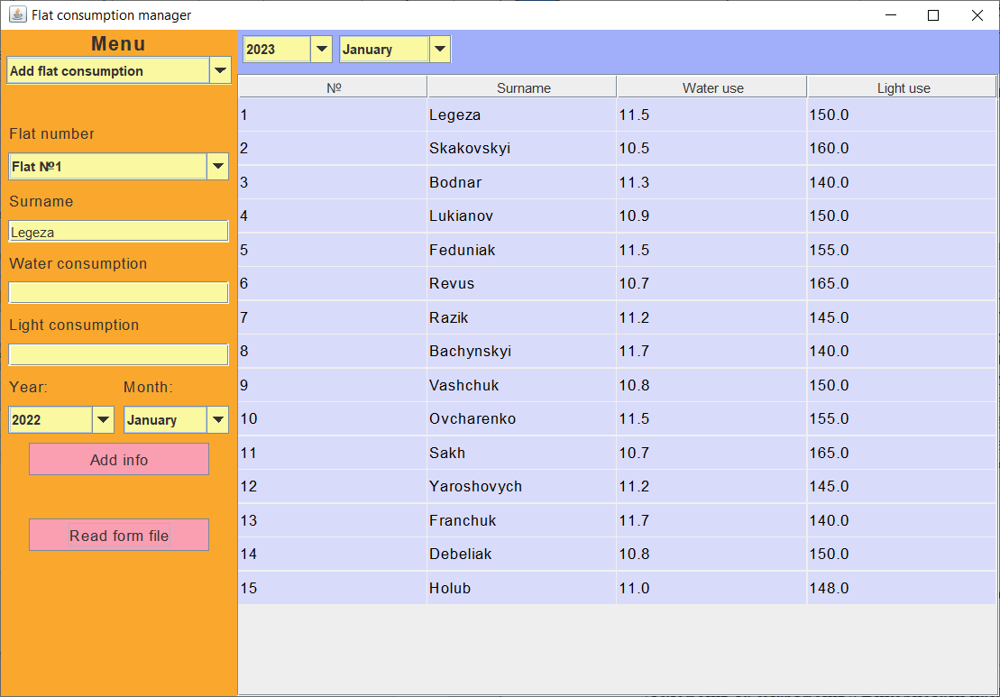 Flat consumption manager
Menu
Add flat consumption
Flat number
Flat №1
Surname
Legeza
Water consumption
Light consumption
Year: Month:
2022 January
Add info
Read form file
2023 January
№ Surname Water use Light use
1 Legeza 11.5 150.0
2 Skakovskyi 10.5 160.0
3 Bodnar 11.3 140.0
4 Lukianov 10.9 150.0
5 Feduniak 11.5 155.0
6 Revus 10.7 165.0
7 Razik 11.2 145.0
8 Bachynskyi 11.7 140.0
9 Vashchuk 10.8 150.0
10 Ovcharenko 11.5 155.0
11 Sakh 10.7 165.0
12 Yaroshovych 11.2 145.0
13 Franchuk 11.7 140.0
14 Debeliak 10.8 150.0
15 Holub 11.0 148.0